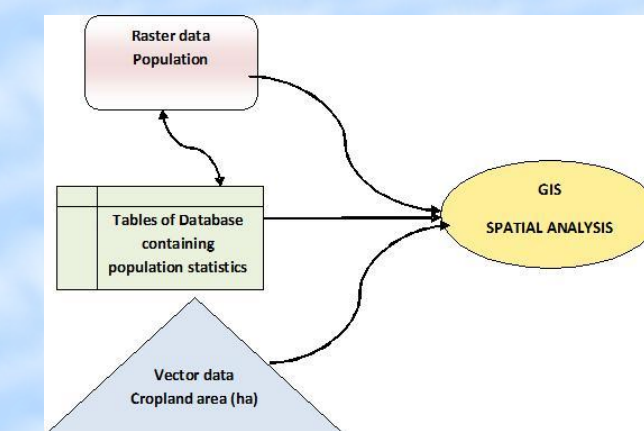 Raster data
Population
Tables of Database
containing
population statistics
GIS
SPATIAL ANALYSIS
Vector data
Cropland area (ha)